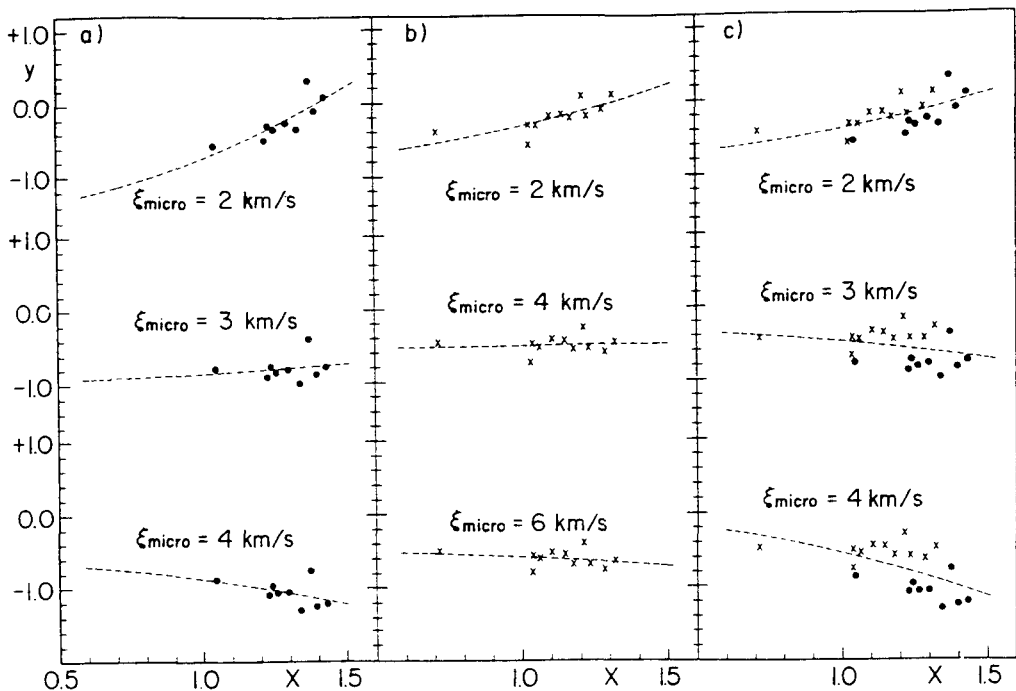 +1.0
a)
b)
c)
y
0.0
-1.0
ξmicro = 2 km/s
ξmicro = 2 km/s
ξmicro = 2 km/s
+1.0
0.0
ξmicro = 3 km/s
ξmicro = 4 km/s
ξmicro = 3 km/s
-1.0
+1.0
0.0
ξmicro = 4 km/s
ξmicro = 6 km/s
ξmicro = 4 km/s
-1.0
0.5 1.0 X 1.5 1.0 X 1.5 1.0 X 1.5